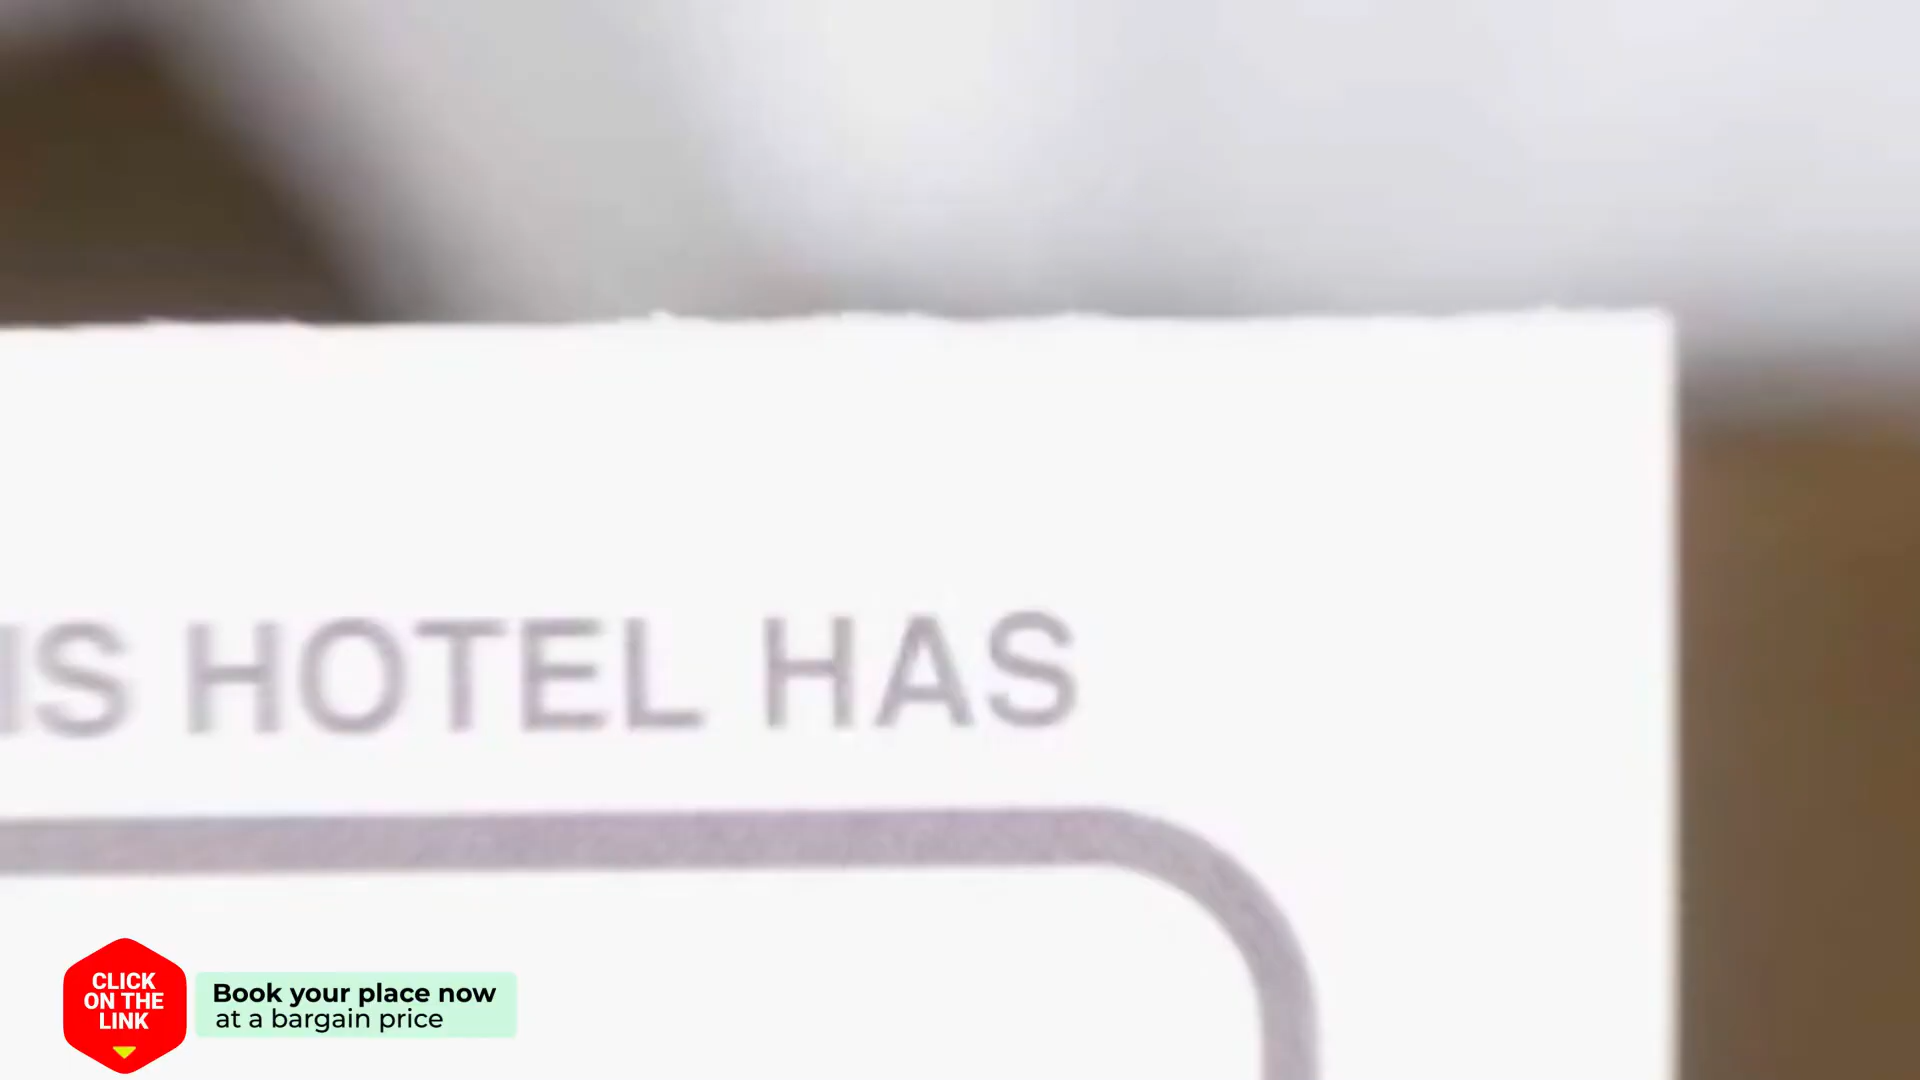 IS HOTEL HAS
CLICK
ON THE
LINK
Book your place now
at a bargain price